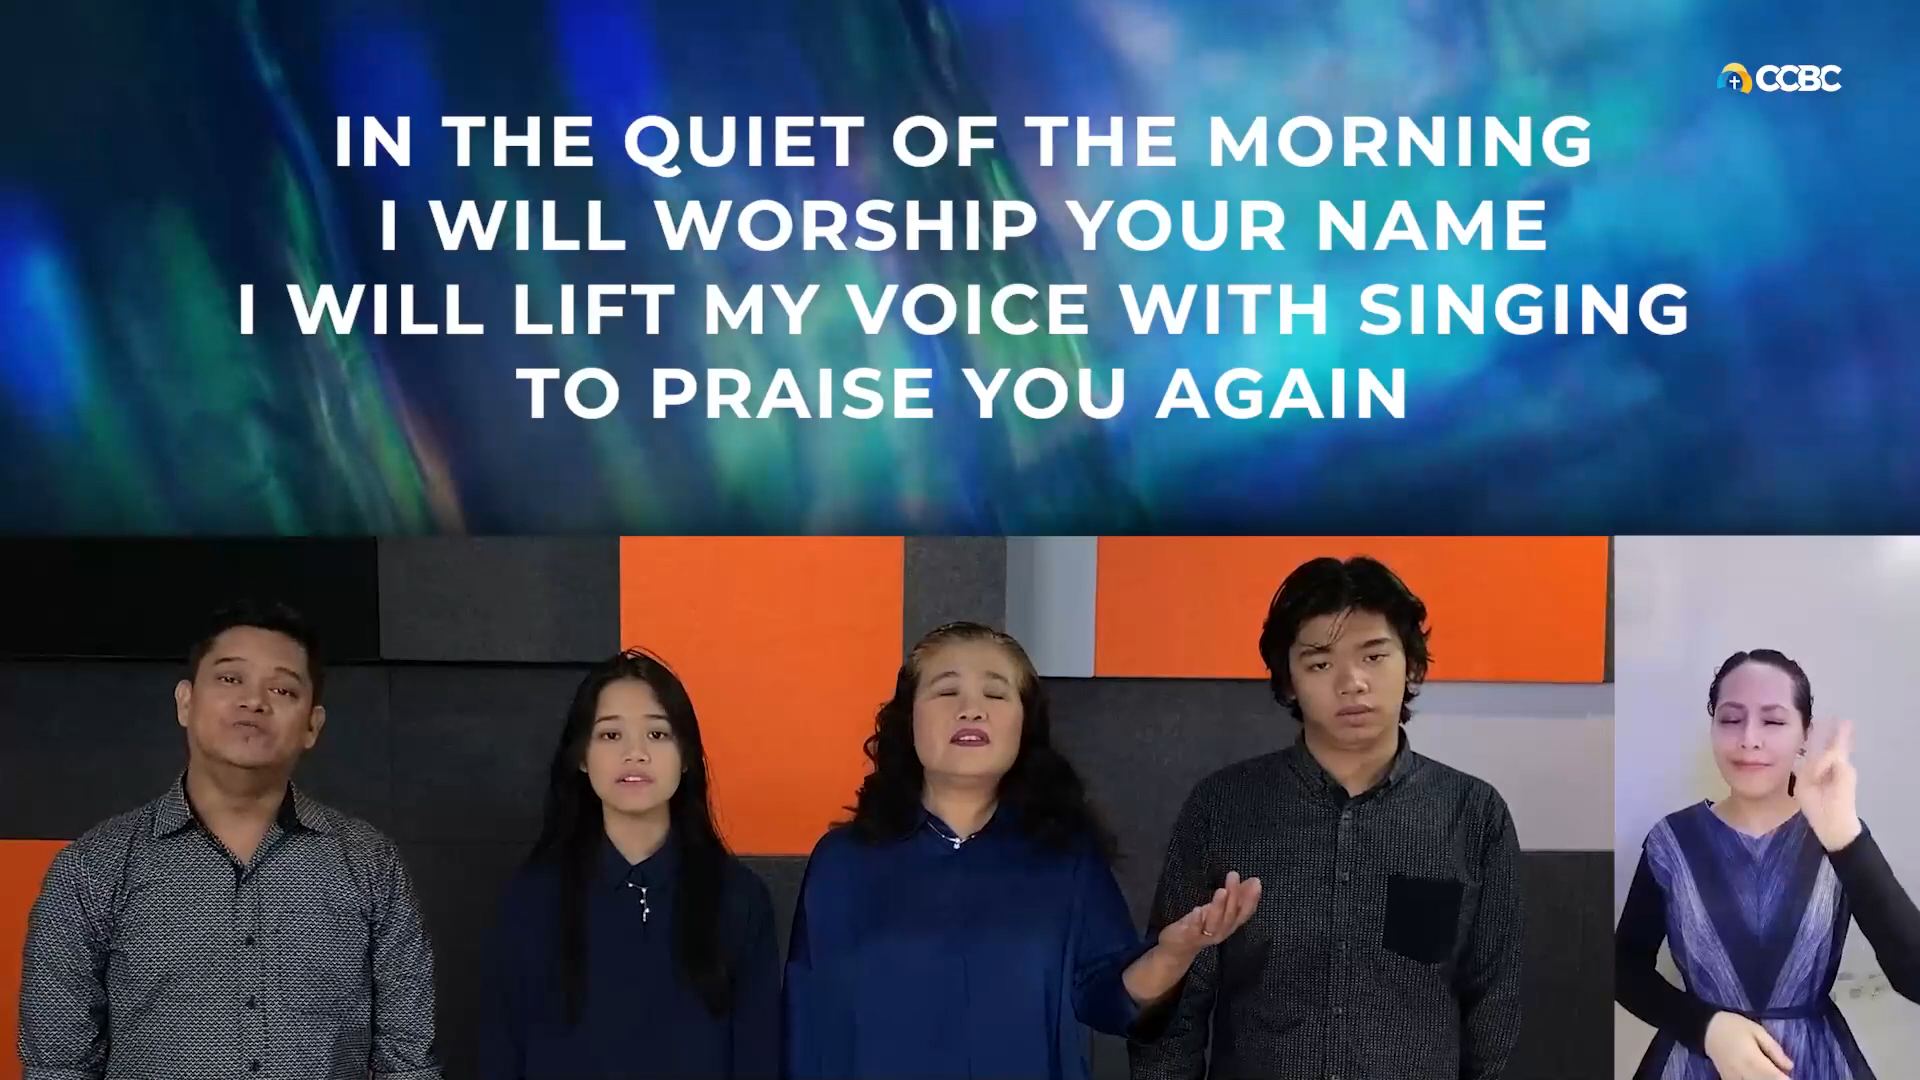 CCBC
IN THE QUIET OF THE MORNING
I WILL WORSHIP YOUR NAME
I WILL LIFT MY VOICE WITH SINGING
TO PRAISE YOU AGAIN